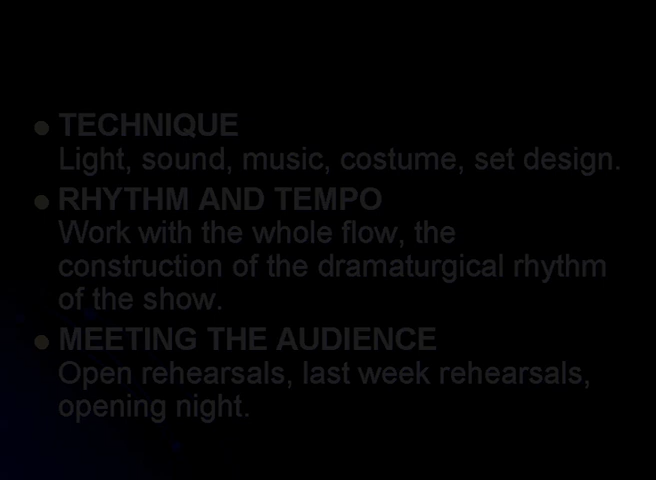 ● TECHNIQUE
Light, sound, music, costume, set design.
● RHYTHM AND TEMPO
Work with the whole flow, the
construction of the dramaturgical rhythm
of the show.
● MEETING THE AUDIENCE
Open rehearsals, last week rehearsals,
opening night.